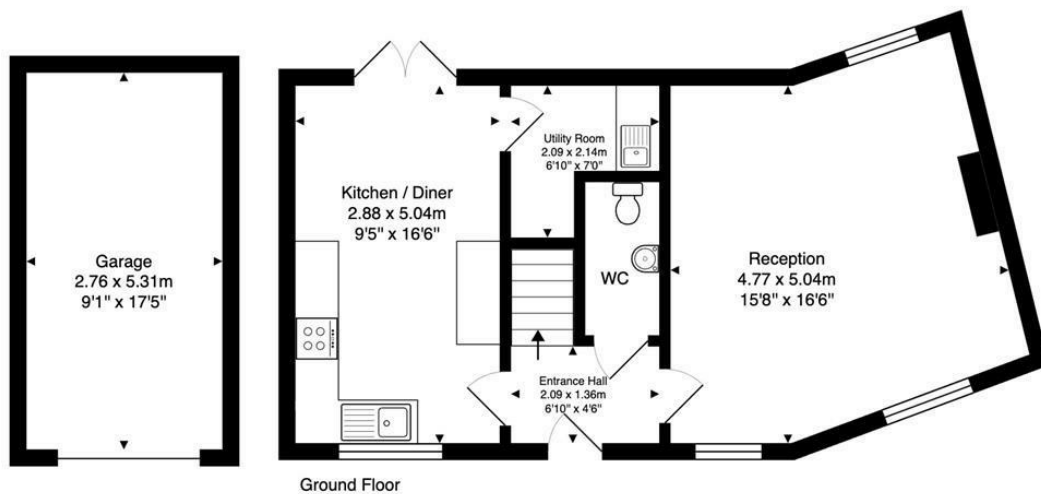 Garage
2.76 x 5.31m
9'1" x 17'5"
Kitchen / Diner
2.88 x 5.04m
9'5" x 16'6"
Utility Room
2.09 x 2.14m
6'10" x 7'0"
WC
Entrance Hall
2.09 x 1.36m
6'10" x 4'6"
Reception
4.77 x 5.04m
15'8" x 16'6"
Ground Floor